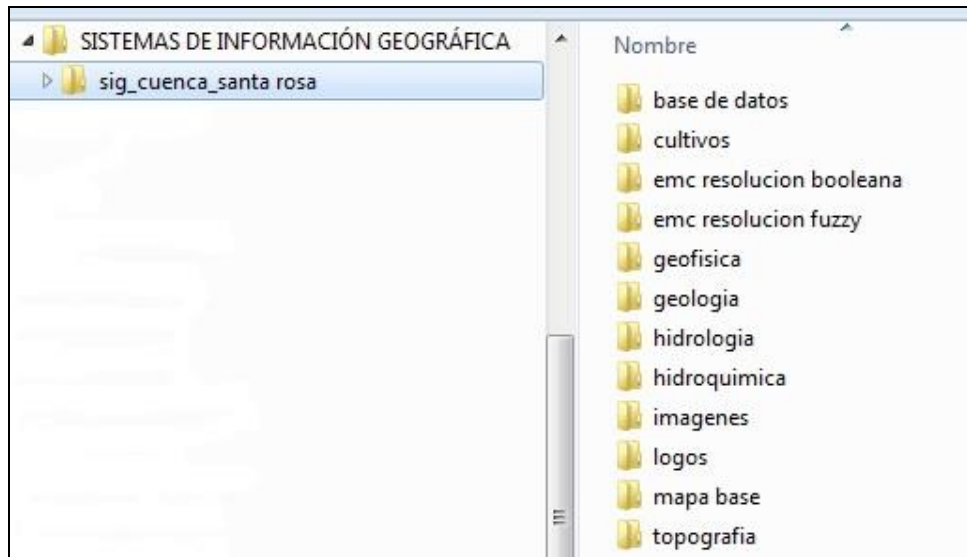 SISTEMAS DE INFORMACIÓN GEOGRÁFICA
sig_cuenca_santa rosa
Nombre
base de datos
cultivos
emc resolucion booleana
emc resolucion fuzzy
geofisica
geologia
hidrologia
hidroquimica
imagenes
logos
mapa base
topografia